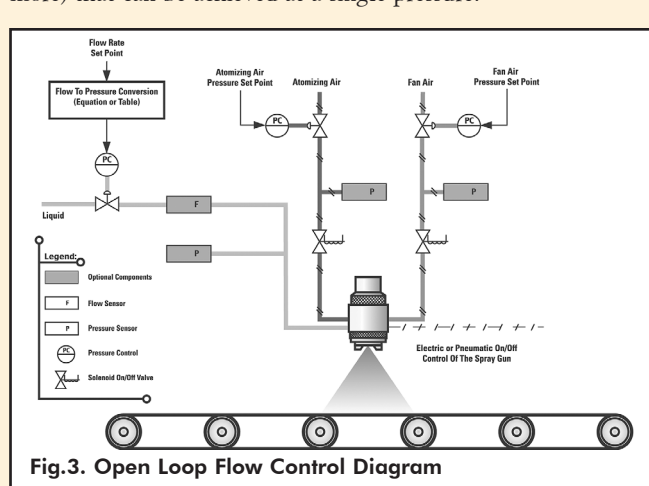 Flow Rate
Set Point
Flow To Pressure Conversion
(Equation or Table)
PC
Liquid
F
P
Atomizing Air
Pressure Set Point
Atomizing Air
Fan Air
Fan Air
Pressure Set Point
PC
PC
P
P
Legend:
Optional Components
F Flow Sensor
P Pressure Sensor
PC Pressure Control
Solenoid On/Off Valve
Electric or Pneumatic On/Off
Control Of The Spray Gun
Fig.3. Open Loop Flow Control Diagram